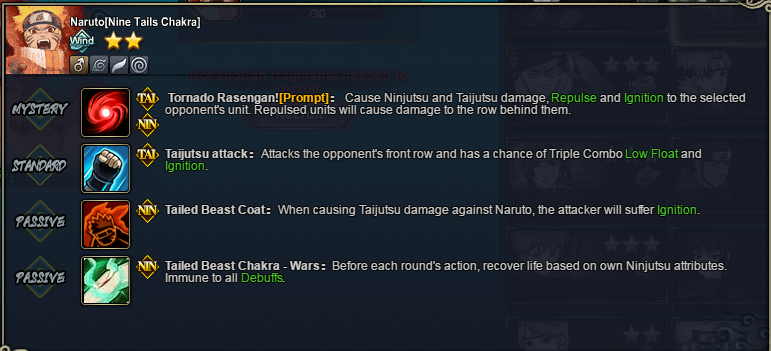 Naruto[Nine Tails Chakra]
/30
Wind
MYSTERY
TAI
NIN
Tornado Rasengan![Prompt]: Cause Ninjutsu and Taijutsu damage, Repulse and Ignition to the selected
opponent's unit. Repulsed units will cause damage to the row behind them.
STANDARD
TAI
Taijutsu attack: Attacks the opponent's front row and has a chance of Triple Combo Low Float and
Ignition.
PASSIVE
NIN
Tailed Beast Coat: When causing Taijutsu damage against Naruto, the attacker will suffer Ignition.
PASSIVE
NIN
Tailed Beast Chakra - Wars: Before each round's action, recover life based on own Ninjutsu attributes.
Immune to all Debuffs.